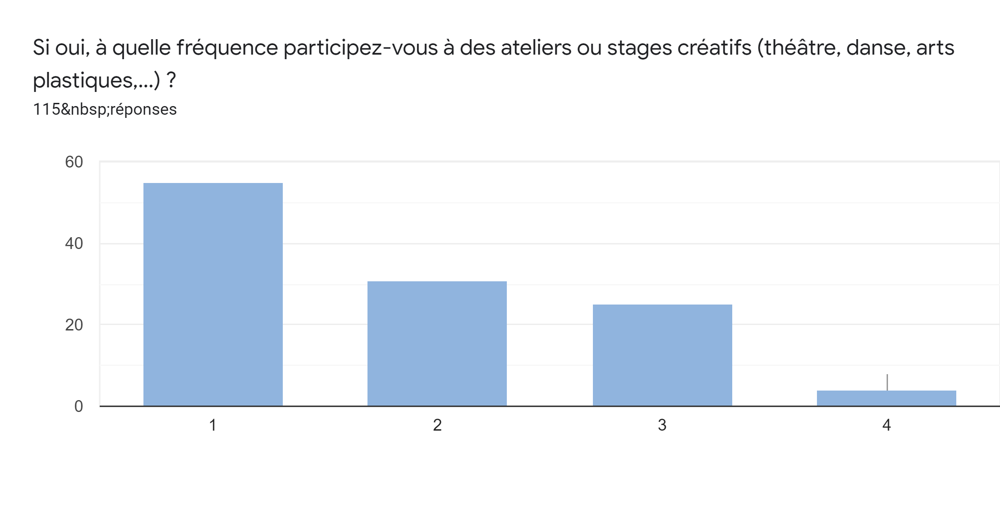 Si oui, à quelle fréquence participez-vous à des ateliers ou stages créatifs (théâtre, danse, arts
plastiques,...) ?
115&nbsp;réponses
60
40
20
0
1 2 3 4